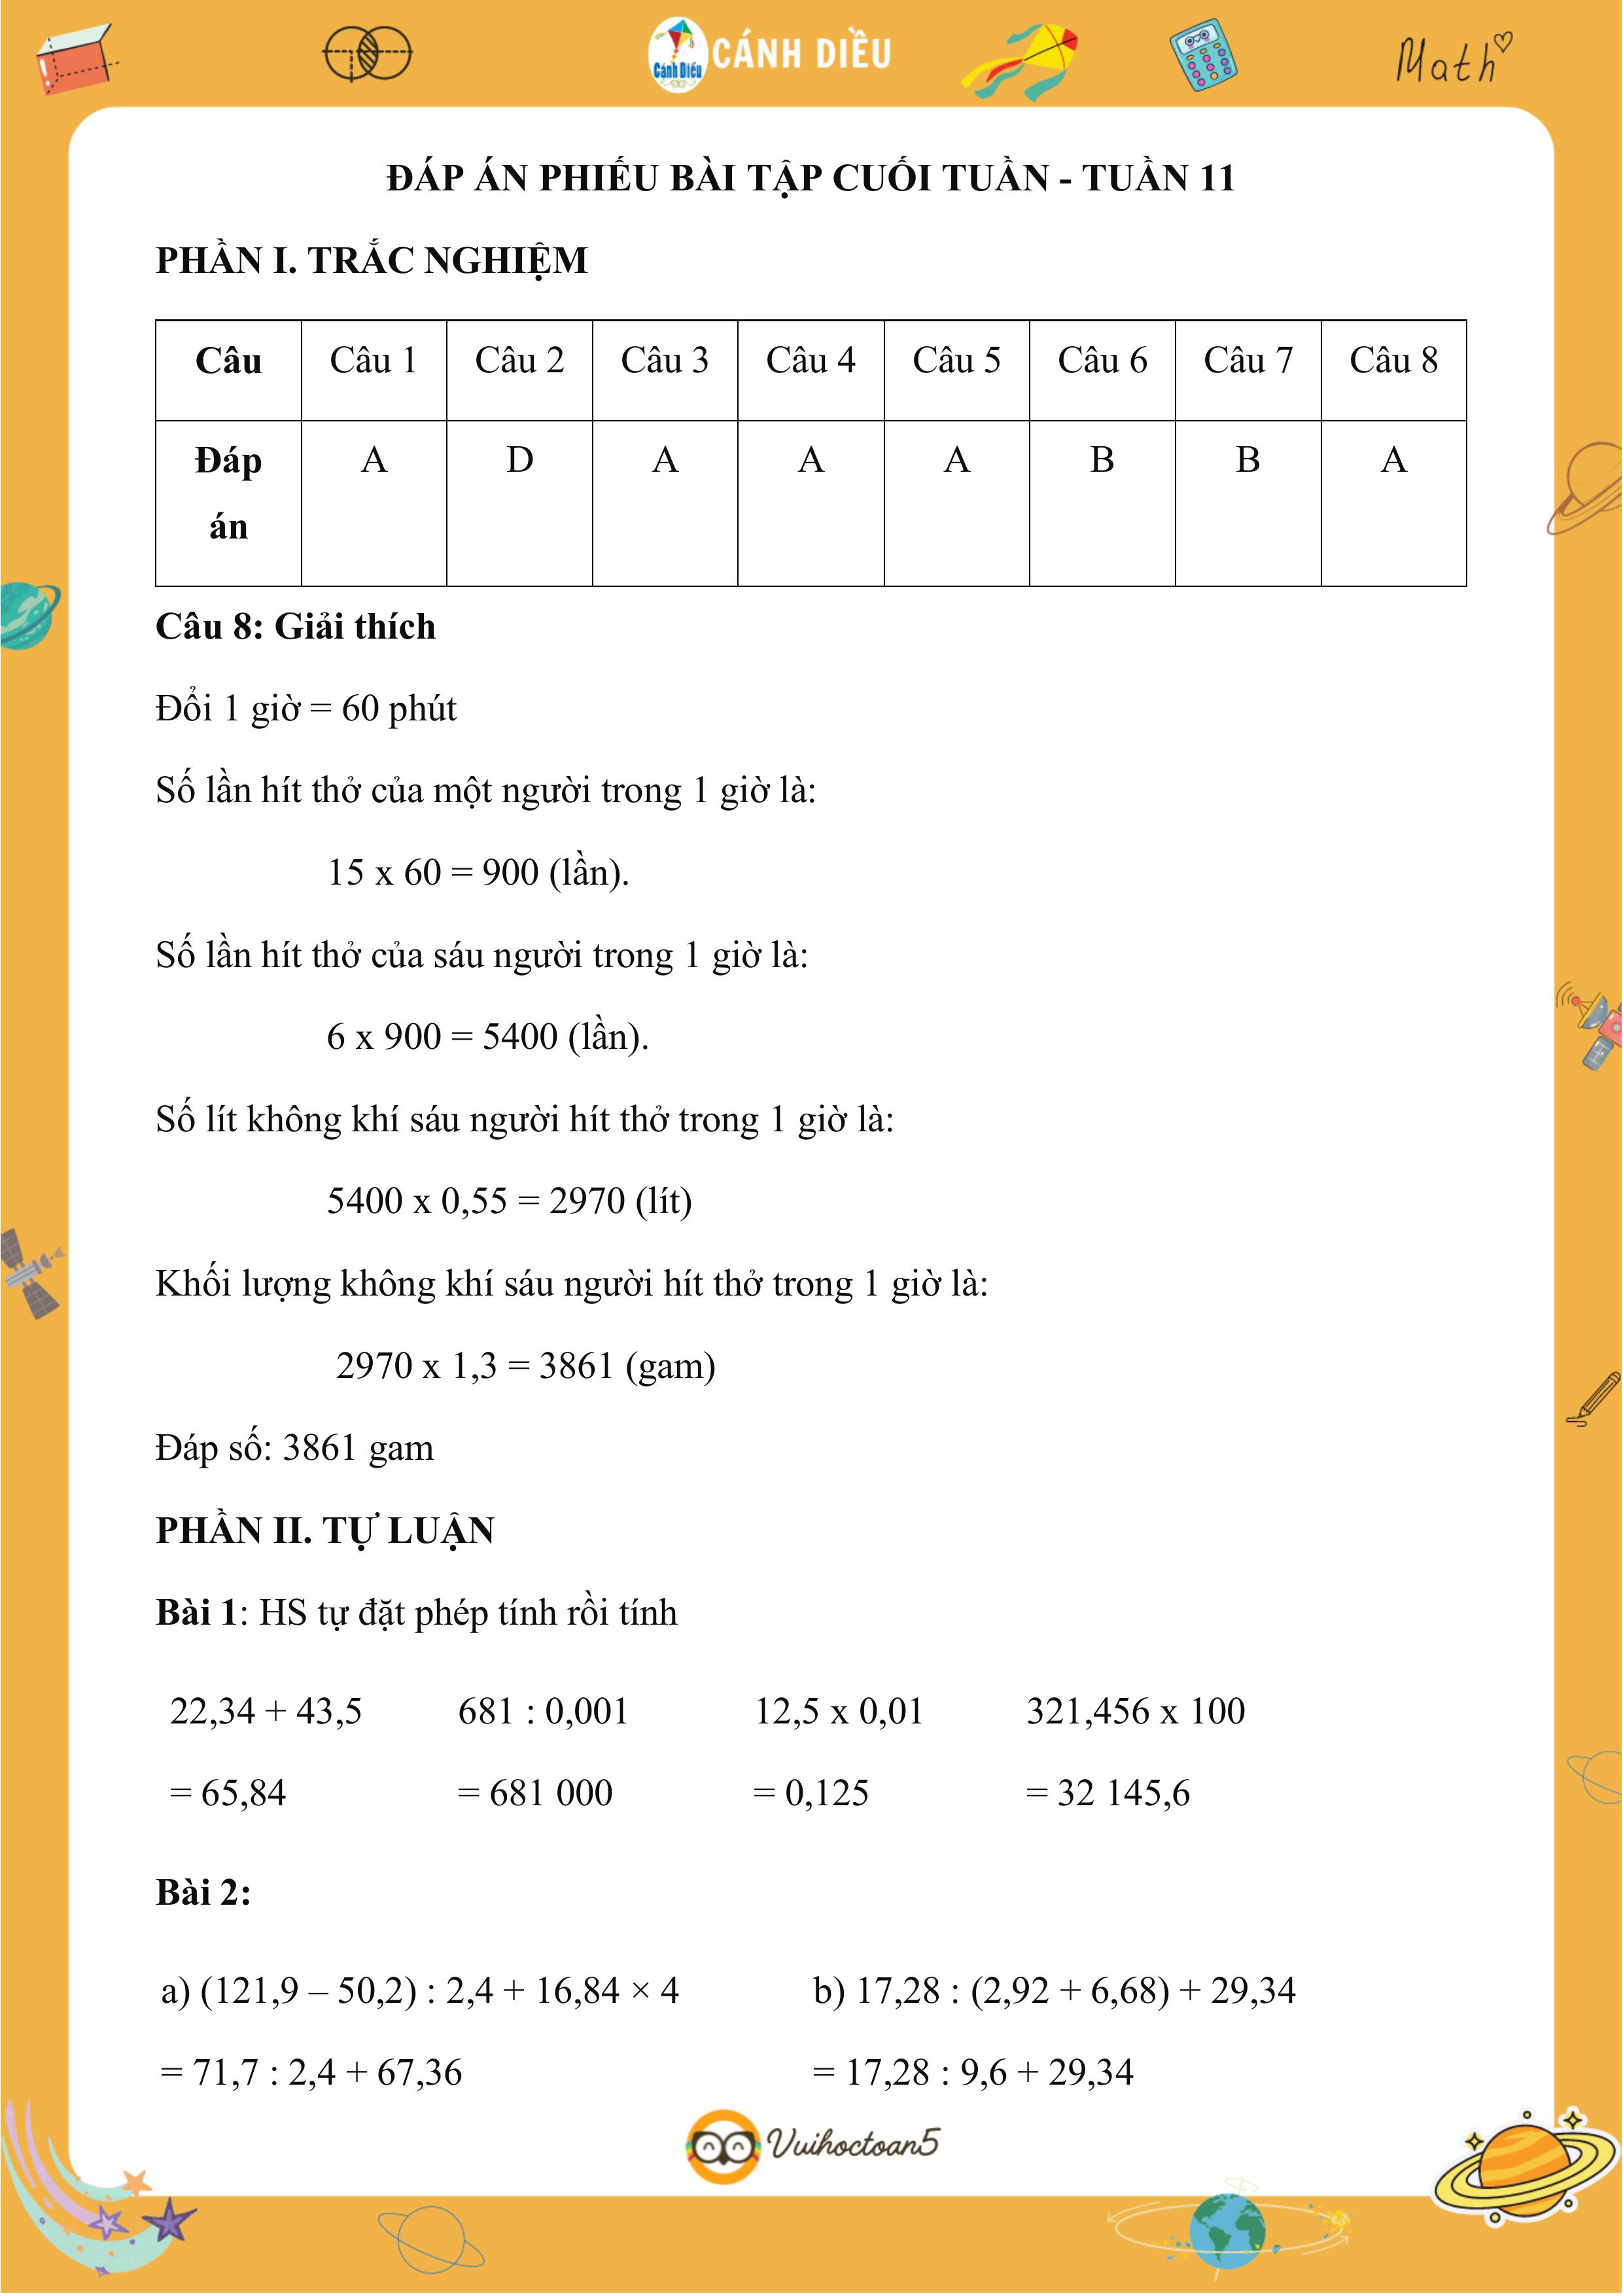 Cánh Diều
CÁNH DIỀU
Math
ĐÁP ÁN PHIẾU BÀI TẬP CUỐI TUẦN - TUẦN 11
PHẦN I. TRẮC NGHIỆM
Câu Câu 1 Câu 2 Câu 3 Câu 4 Câu 5 Câu 6 Câu 7 Câu 8
Đáp án A D A A A B B A
Câu 8: Giải thích
Đổi 1 giờ = 60 phút
Số lần hít thở của một người trong 1 giờ là:
15 x 60 = 900 (lần).
Số lần hít thở của sáu người trong 1 giờ là:
6 x 900 = 5400 (lần).
Số lít không khí sáu người hít thở trong 1 giờ là:
5400 x 0,55 = 2970 (lít)
Khối lượng không khí sáu người hít thở trong 1 giờ là:
2970 x 1,3 = 3861 (gam)
Đáp số: 3861 gam
PHẦN II. TỰ LUẬN
Bài 1: HS tự đặt phép tính rồi tính
22,34 + 43,5 681 : 0,001 12,5 x 0,01 321,456 x 100
= 65,84 = 681 000 = 0,125 = 32 145,6
Bài 2:
a) (121,9 – 50,2) : 2,4 + 16,84 × 4 b) 17,28 : (2,92 + 6,68) + 29,34
= 71,7 : 2,4 + 67,36 = 17,28 : 9,6 + 29,34
Vuihoctoan5